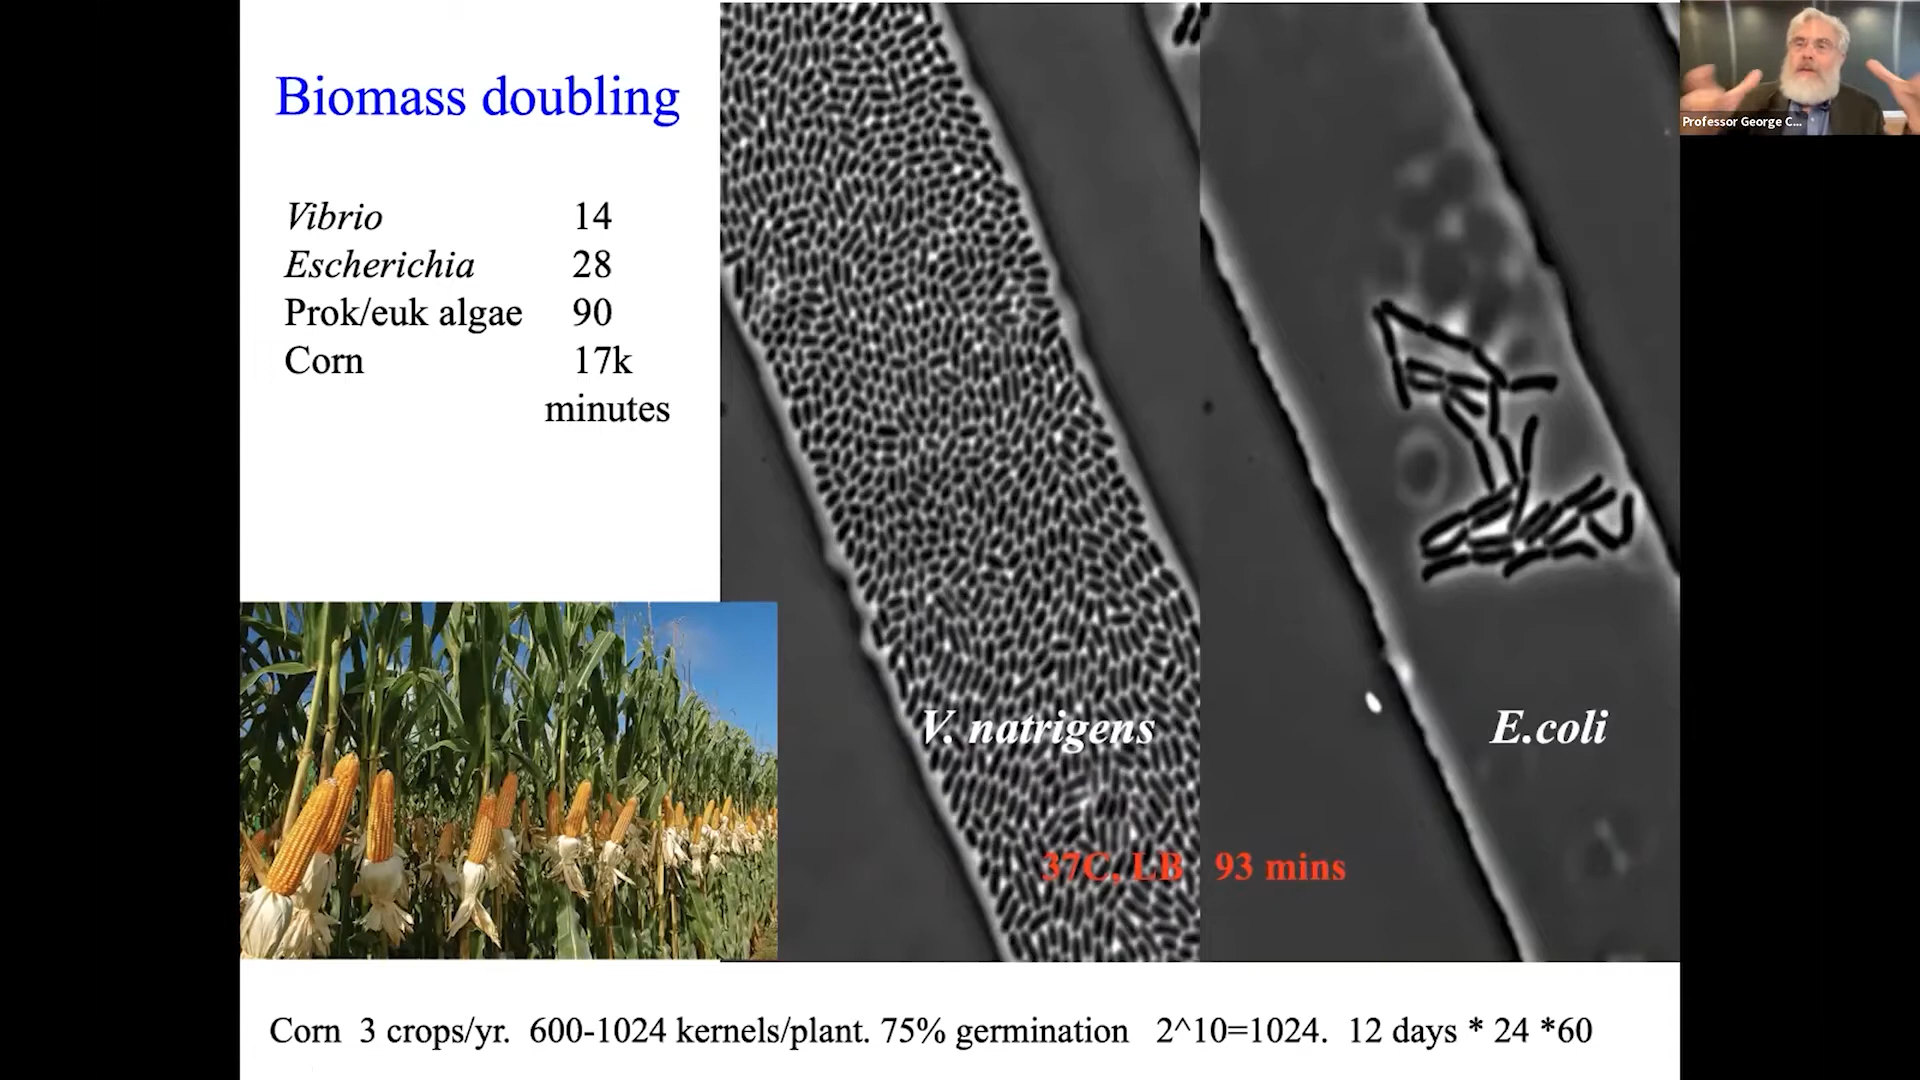 Biomass doubling
Vibrio 14
Escherichia 28
Prok/euk algae 90
Corn 17k
minutes
V. natrigens
E.coli
37C, LB 93 mins
Corn 3 crops/yr. 600-1024 kernels/plant. 75% germination 2^10=1024. 12 days * 24 *60
Professor George C...